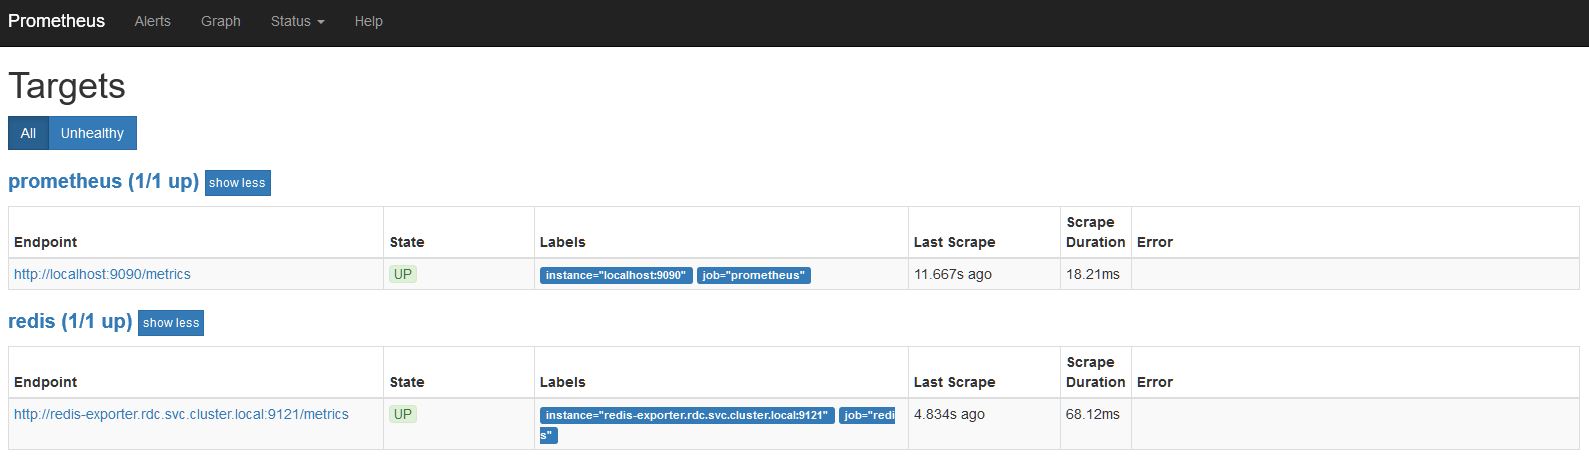 Prometheus Alerts Graph Status Help
Targets
All Unhealthy
prometheus (1/1 up) show less
Endpoint State Labels Last Scrape Scrape Duration Error
http://localhost:9090/metrics UP instance="localhost:9090" job="prometheus" 11.667s ago 18.21ms
redis (1/1 up) show less
Endpoint State Labels Last Scrape Scrape Duration Error
http://redis-exporter.rdc.svc.cluster.local:9121/metrics UP instance="redis-exporter.rdc.svc.cluster.local:9121" job="redis" 4.834s ago 68.12ms